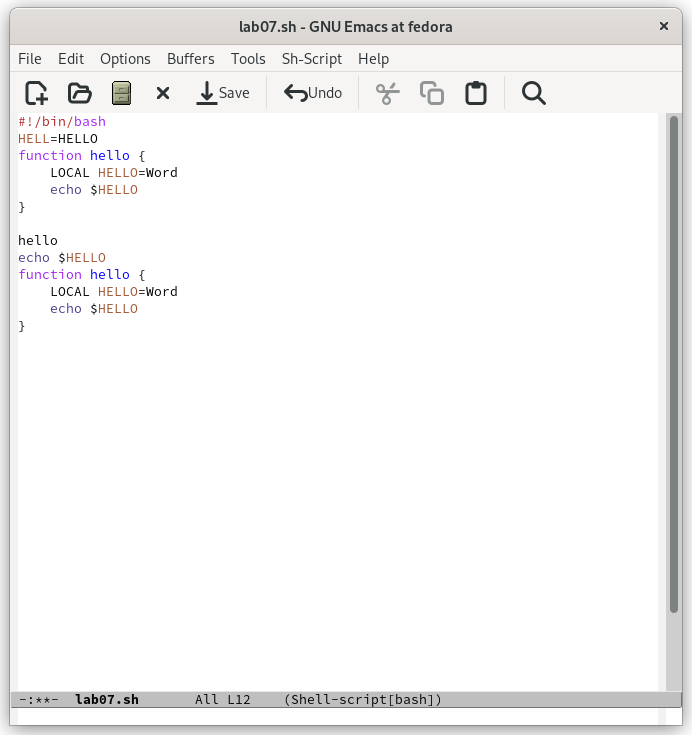 lab07.sh - GNU Emacs at fedora
File Edit Options Buffers Tools Sh-Script Help
Save Undo
#!/bin/bash
HELL=HELLO
function hello {
    LOCAL HELLO=Word
    echo $HELLO
}
hello
echo $HELLO
function hello {
    LOCAL HELLO=Word
    echo $HELLO
}
-:**-  lab07.sh       All L12    (Shell-script[bash])